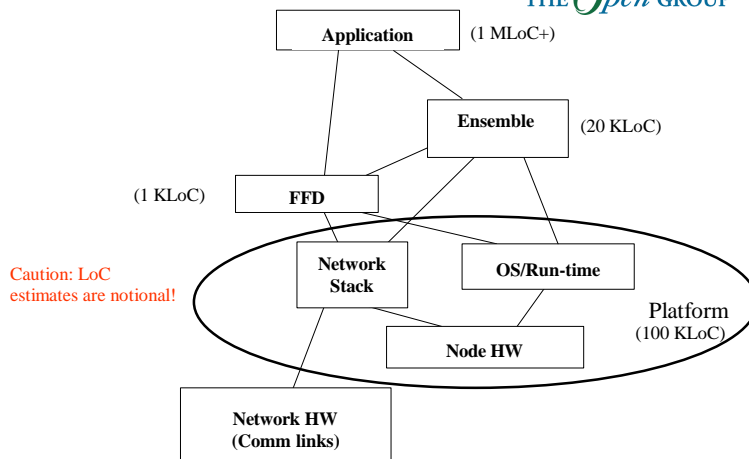 THE Open GROUP
Application
(1 MLoC+)
Ensemble
(20 KLoC)
(1 KLoC)
FFD
Caution: LoC
estimates are notional!
Network
Stack
OS/Run-time
Platform
(100 KLoC)
Node HW
Network HW
(Comm links)